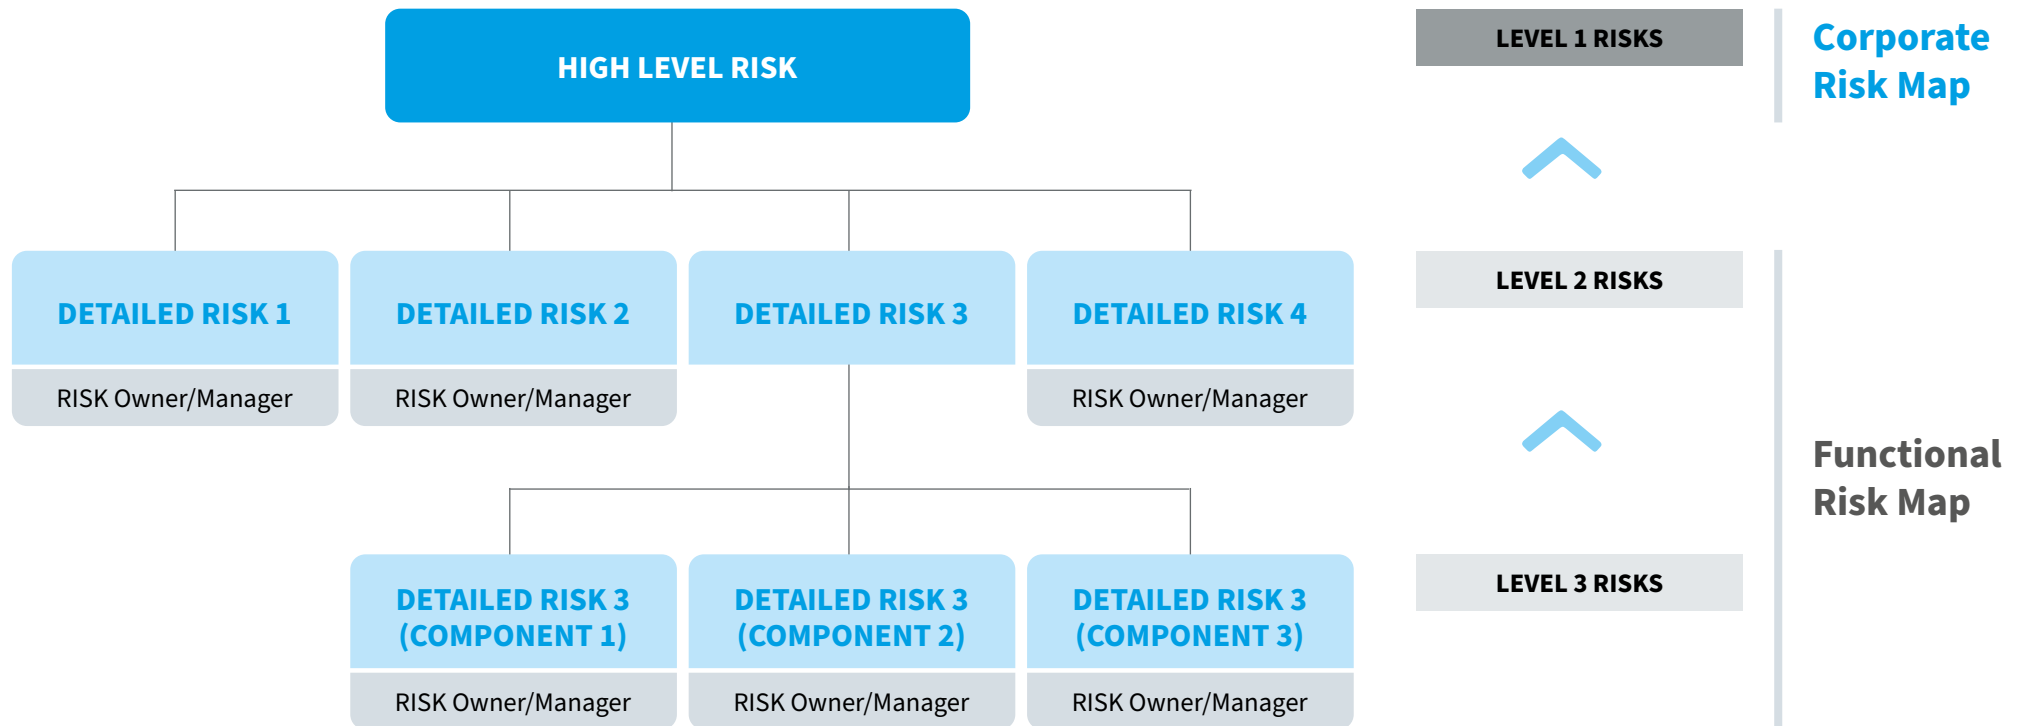 HIGH LEVEL RISK
LEVEL 1 RISKS
Corporate
Risk Map
DETAILED RISK 1
DETAILED RISK 2
DETAILED RISK 3
DETAILED RISK 4
LEVEL 2 RISKS
RISK Owner/Manager
RISK Owner/Manager
RISK Owner/Manager
Functional
Risk Map
DETAILED RISK 3
(COMPONENT 1)
DETAILED RISK 3
(COMPONENT 2)
DETAILED RISK 3
(COMPONENT 3)
LEVEL 3 RISKS
RISK Owner/Manager
RISK Owner/Manager
RISK Owner/Manager